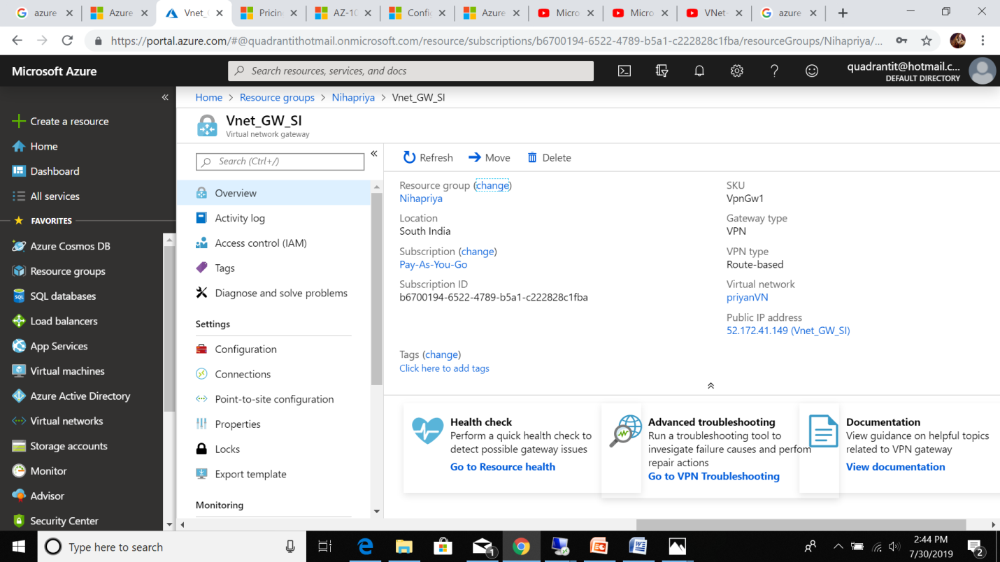 azure
Azure
Vnet_G
Pricin
AZ-10
Config
Azure
Micro
Micro
VNet-
azure
https://portal.azure.com/#@quadrantithotmail.onmicrosoft.com/resource/subscriptions/b6700194-6522-4789-b5a1-c222828c1fba/resourceGroups/Nihapriya/...
Microsoft Azure
Search resources, services, and docs
quadrantit@hotmail.c...
DEFAULT DIRECTORY
Home > Resource groups > Nihapriya > Vnet_GW_SI
Create a resource
Home
Dashboard
All services
FAVORITES
Azure Cosmos DB
Resource groups
SQL databases
Load balancers
App Services
Virtual machines
Azure Active Directory
Virtual networks
Storage accounts
Monitor
Advisor
Security Center
Vnet_GW_SI
Virtual network gateway
Search (Ctrl+/)
Overview
Activity log
Access control (IAM)
Tags
Diagnose and solve problems
Settings
Configuration
Connections
Point-to-site configuration
Properties
Locks
Export template
Monitoring
Refresh
Move
Delete
Resource group (change)
Nihapriya
Location
South India
Subscription (change)
Pay-As-You-Go
Subscription ID
b6700194-6522-4789-b5a1-c222828c1fba
Tags (change)
Click here to add tags
SKU
VpnGw1
Gateway type
VPN
VPN type
Route-based
Virtual network
priyanVN
Public IP address
52.172.41.149 (Vnet_GW_SI)
Health check
Perform a quick health check to
detect possible gateway issues
Go to Resource health
Advanced troubleshooting
Run a troubleshooting tool to
invesigate failure causes and perfom
repair actions
Go to VPN Troubleshooting
Documentation
View guidance on helpful topics
related to VPN gateway
View documentation
Type here to search
1
2:44 PM
7/30/2019
2